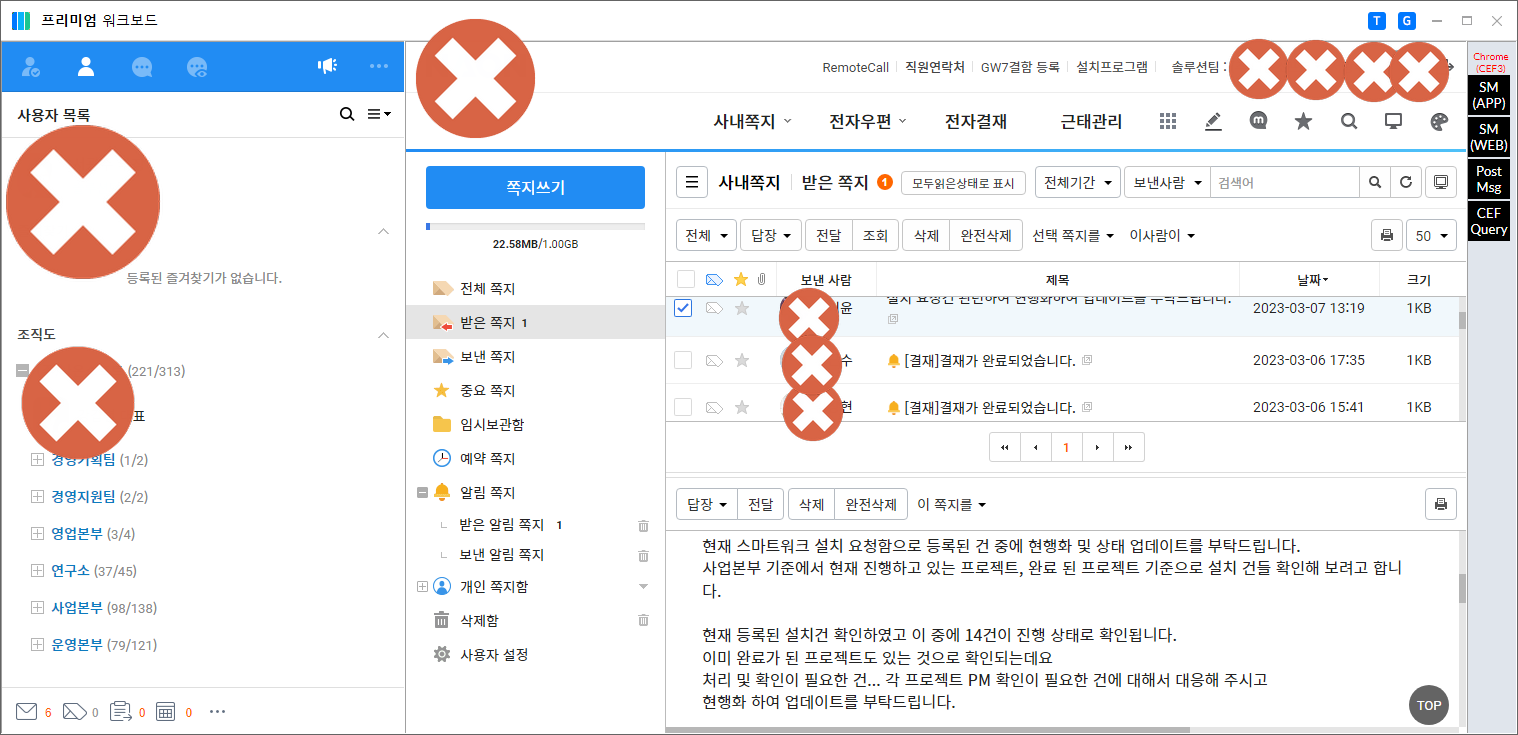 프리미엄 워크보드
T G
사용자 목록
등록된 즐겨찾기가 없습니다.
조직도
(221/313)
표
경영기획팀 (1/2)
경영지원팀 (2/2)
영업본부 (3/4)
연구소 (37/45)
사업본부 (98/138)
운영본부 (79/121)
6 0 0 0
RemoteCall 직원연락처 GW7결함 등록 설치프로그램 솔루션팀 :
사내쪽지 전자우편 전자결재 근태관리
쪽지쓰기
22.58MB/1.00GB
전체 쪽지
받은 쪽지 1
보낸 쪽지
중요 쪽지
임시보관함
예약 쪽지
알림 쪽지
받은 알림 쪽지 1
보낸 알림 쪽지
개인 쪽지함
삭제함
사용자 설정
사내쪽지 받은 쪽지 1 모두읽은상태로 표시 전체기간 보낸사람 검색어
전체 답장 전달 조회 삭제 완전삭제 선택 쪽지를 이사람이 50
보낸 사람 제목 날짜 크기
설치 요청건 관련하여 현행화하여 업데이트를 부탁드립니다.
윤 2023-03-07 13:19 1KB
수 [결재]결재가 완료되었습니다. 2023-03-06 17:35 1KB
현 [결재]결재가 완료되었습니다. 2023-03-06 15:41 1KB
1
답장 전달 삭제 완전삭제 이 쪽지를
현재 스마트워크 설치 요청함으로 등록된 건 중에 현행화 및 상태 업데이트를 부탁드립니다.
사업본부 기준에서 현재 진행하고 있는 프로젝트, 완료 된 프로젝트 기준으로 설치 건들 확인해 보려고 합니
다.
현재 등록된 설치건 확인하였고 이 중에 14건이 진행 상태로 확인됩니다.
이미 완료가 된 프로젝트도 있는 것으로 확인되는데요
처리 및 확인이 필요한 건... 각 프로젝트 PM 확인이 필요한 건에 대해서 대응해 주시고
현행화 하여 업데이트를 부탁드립니다.
TOP
Chrome
(CEF3)
SM
(APP)
SM
(WEB)
Post
Msg
CEF
Query